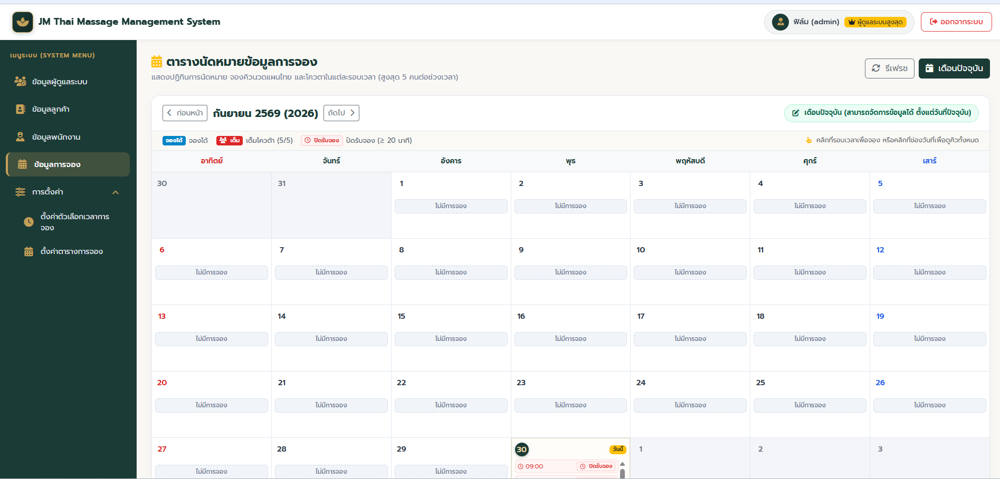 JM Thai Massage Management System
ฟิล์ม (admin) ผู้ดูแลระบบสูงสุด
ออกจากระบบ
เมนูระบบ (SYSTEM MENU)
ข้อมูลผู้ดูแลระบบ
ข้อมูลลูกค้า
ข้อมูลพนักงาน
ข้อมูลการจอง
การตั้งค่า
ตั้งค่าตัวเลือกเวลาการ
จอง
ตั้งค่าตารางการจอง
ตารางนัดหมายข้อมูลการจอง
แสดงปฏิทินการนัดหมาย จองคิวนวดแผนไทย และโควตาในแต่ละรอบเวลา (สูงสุด 5 คนต่อช่วงเวลา)
รีเฟรช
เดือนปัจจุบัน
ก่อนหน้า กันยายน 2569 (2026) ถัดไป
เดือนปัจจุบัน (สามารถจัดการข้อมูลได้ ตั้งแต่วันที่ปัจจุบัน)
จองได้ จองได้ เต็ม เต็มโควต้า (5/5) ปิดรับจอง ปิดรับจอง (≥ 20 นาที)
คลิกที่รอบเวลาเพื่อจอง หรือคลิกที่ช่องวันที่เพื่อดูคิวทั้งหมด
อาทิตย์ จันทร์ อังคาร พุธ พฤหัสบดี ศุกร์ เสาร์
30 31 1 2 3 4 5
ไม่มีการจอง ไม่มีการจอง ไม่มีการจอง ไม่มีการจอง ไม่มีการจอง
6 7 8 9 10 11 12
ไม่มีการจอง ไม่มีการจอง ไม่มีการจอง ไม่มีการจอง ไม่มีการจอง ไม่มีการจอง ไม่มีการจอง
13 14 15 16 17 18 19
ไม่มีการจอง ไม่มีการจอง ไม่มีการจอง ไม่มีการจอง ไม่มีการจอง ไม่มีการจอง ไม่มีการจอง
20 21 22 23 24 25 26
ไม่มีการจอง ไม่มีการจอง ไม่มีการจอง ไม่มีการจอง ไม่มีการจอง ไม่มีการจอง ไม่มีการจอง
27 28 29 30 วันนี้ 1 2 3
ไม่มีการจอง ไม่มีการจอง ไม่มีการจอง 09:00 ปิดรับจอง